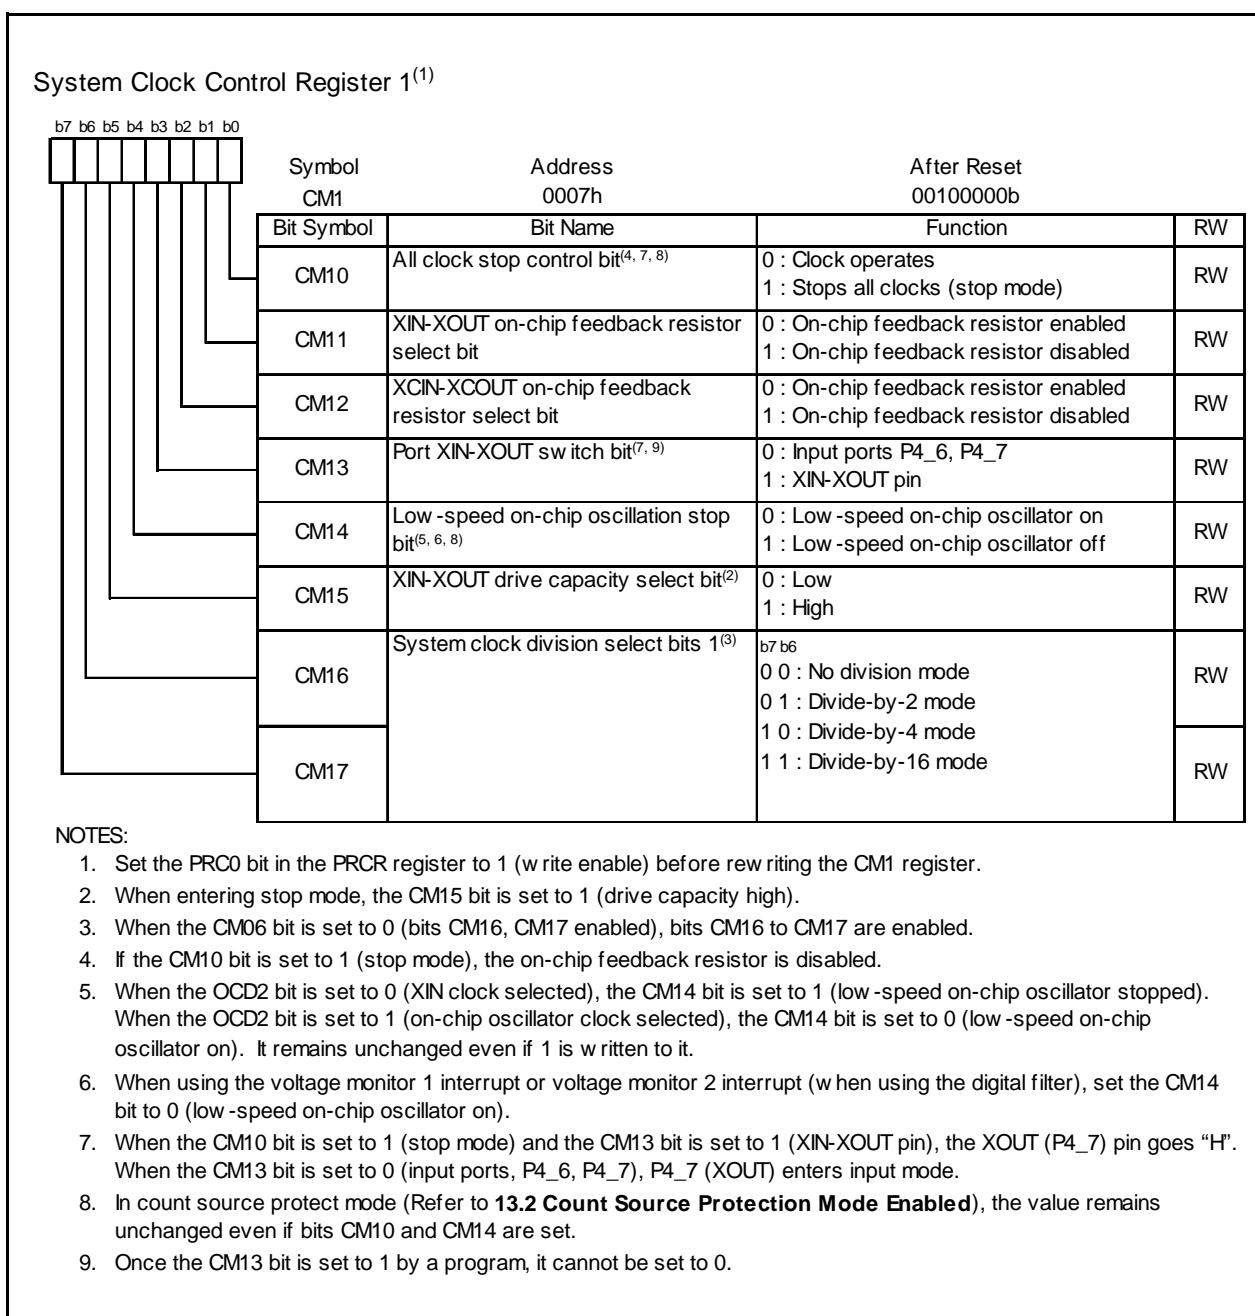 System Clock Control Register 1(1)
b7 b6 b5 b4 b3 b2 b1 b0
Symbol Address After Reset
CM1 0007h 00100000b
Bit Symbol Bit Name Function RW
CM10 All clock stop control bit(4, 7, 8) 0 : Clock operates RW
1 : Stops all clocks (stop mode)
CM11 XIN-XOUT on-chip feedback resistor 0 : On-chip feedback resistor enabled RW
select bit 1 : On-chip feedback resistor disabled
CM12 XCIN-XCOUT on-chip feedback 0 : On-chip feedback resistor enabled RW
resistor select bit 1 : On-chip feedback resistor disabled
CM13 Port XIN-XOUT switch bit(7, 9) 0 : Input ports P4_6, P4_7 RW
1 : XIN-XOUT pin
CM14 Low-speed on-chip oscillation stop 0 : Low-speed on-chip oscillator on RW
bit(5, 6, 8) 1 : Low-speed on-chip oscillator off
CM15 XIN-XOUT drive capacity select bit(2) 0 : Low RW
1 : High
CM16 System clock division select bits 1(3) b7 b6 RW
0 0 : No division mode
0 1 : Divide-by-2 mode
CM17 1 0 : Divide-by-4 mode RW
1 1 : Divide-by-16 mode
NOTES:
1. Set the PRC0 bit in the PRCR register to 1 (write enable) before rewriting the CM1 register.
2. When entering stop mode, the CM15 bit is set to 1 (drive capacity high).
3. When the CM06 bit is set to 0 (bits CM16, CM17 enabled), bits CM16 to CM17 are enabled.
4. If the CM10 bit is set to 1 (stop mode), the on-chip feedback resistor is disabled.
5. When the OCD2 bit is set to 0 (XIN clock selected), the CM14 bit is set to 1 (low-speed on-chip oscillator stopped).
When the OCD2 bit is set to 1 (on-chip oscillator clock selected), the CM14 bit is set to 0 (low-speed on-chip
oscillator on). It remains unchanged even if 1 is written to it.
6. When using the voltage monitor 1 interrupt or voltage monitor 2 interrupt (when using the digital filter), set the CM14
bit to 0 (low-speed on-chip oscillator on).
7. When the CM10 bit is set to 1 (stop mode) and the CM13 bit is set to 1 (XIN-XOUT pin), the XOUT (P4_7) pin goes “H”.
When the CM13 bit is set to 0 (input ports, P4_6, P4_7), P4_7 (XOUT) enters input mode.
8. In count source protect mode (Refer to 13.2 Count Source Protection Mode Enabled), the value remains
unchanged even if bits CM10 and CM14 are set.
9. Once the CM13 bit is set to 1 by a program, it cannot be set to 0.